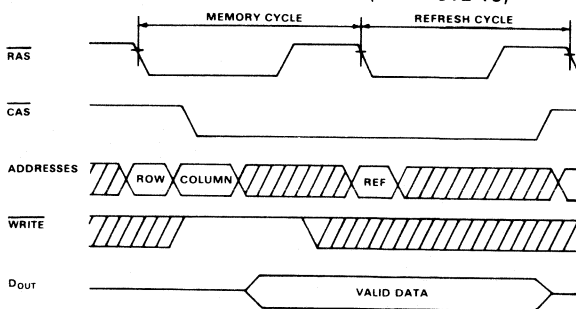 MEMORY CYCLE
REFRESH CYCLE
RAS
CAS
ADDRESSES
ROW
COLUMN
REF
WRITE
DOUT
VALID DATA